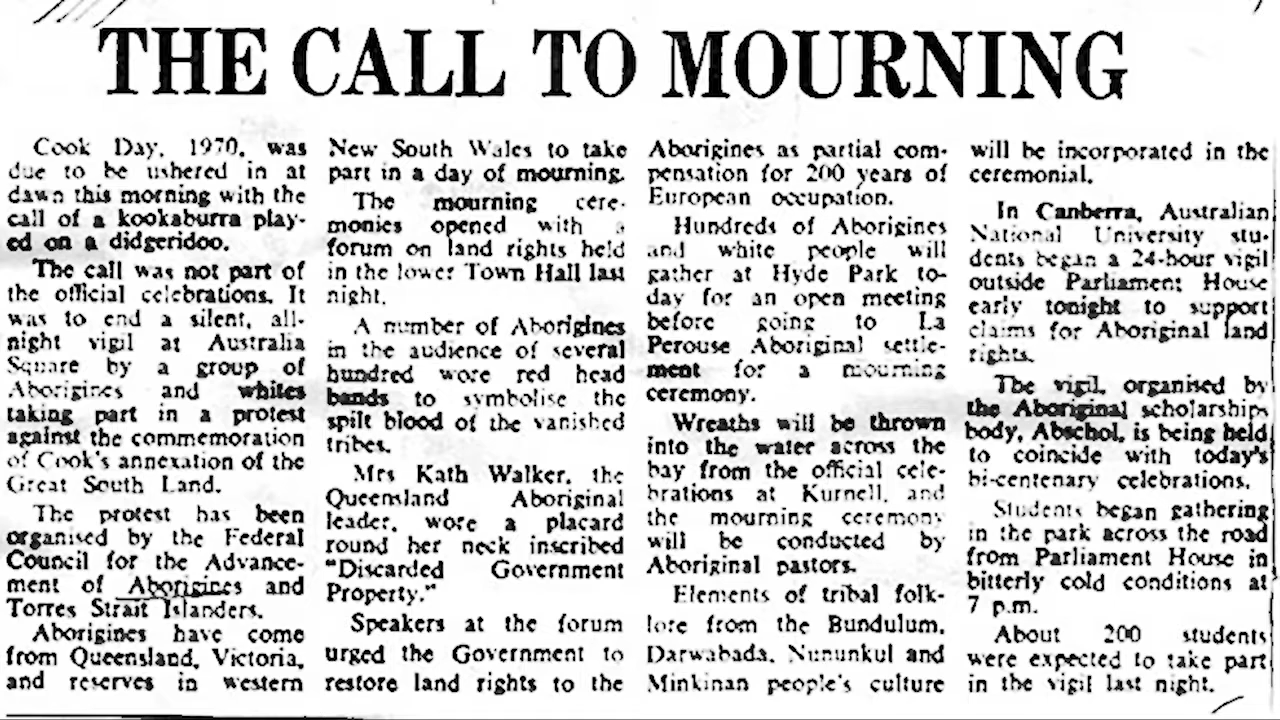 THE CALL TO MOURNING
Cook Day, 1970, was
due to be ushered in at
dawn this morning with the
call of a kookaburra play-
ed on a didgeridoo.
The call was not part of
the official celebrations. It
was to end a silent, all-
night vigil at Australia
Square by a group of
Aborigines and whites
taking part in a protest
against the commemoration
of Cook's annexation of the
Great South Land.
The protest has been
organised by the Federal
Council for the Advance-
ment of Aborigines and
Torres Strait Islanders.
Aborigines have come
from Queensland, Victoria,
and reserves in western
New South Wales to take
part in a day of mourning.
The mourning cere-
monies opened with a
forum on land rights held
in the lower Town Hall last
night.
A number of Aborigines
in the audience of several
hundred wore red head
bands to symbolise the
spilt blood of the vanished
tribes.
Mrs Kath Walker, the
Queensland Aboriginal
leader, wore a placard
round her neck inscribed
"Discarded Government
Property."
Speakers at the forum
urged the Government to
restore land rights to the
Aborigines as partial com-
pensation for 200 years of
European occupation.
Hundreds of Aborigines
and white people will
gather at Hyde Park to-
day for an open meeting
before going to La
Perouse Aboriginal settle-
ment for a mourning
ceremony.
Wreaths will be thrown
into the water across the
bay from the official cele-
brations at Kurnell, and
the mourning ceremony
will be conducted by
Aboriginal pastors.
Elements of tribal folk-
lore from the Bundulum,
Darwabada, Nununkul and
Minkinan people's culture
will be incorporated in the
ceremonial.
In Canberra, Australian
National University stu-
dents began a 24-hour vigil
outside Parliament House
early tonight to support
claims for Aboriginal land
rights.
The vigil, organised by
the Aboriginal scholarships
body, Abschol, is being held
to coincide with today's
bi-centenary celebrations.
Students began gathering
in the park across the road
from Parliament House in
bitterly cold conditions at
7 p.m.
About 200 students
were expected to take part
in the vigil last night.